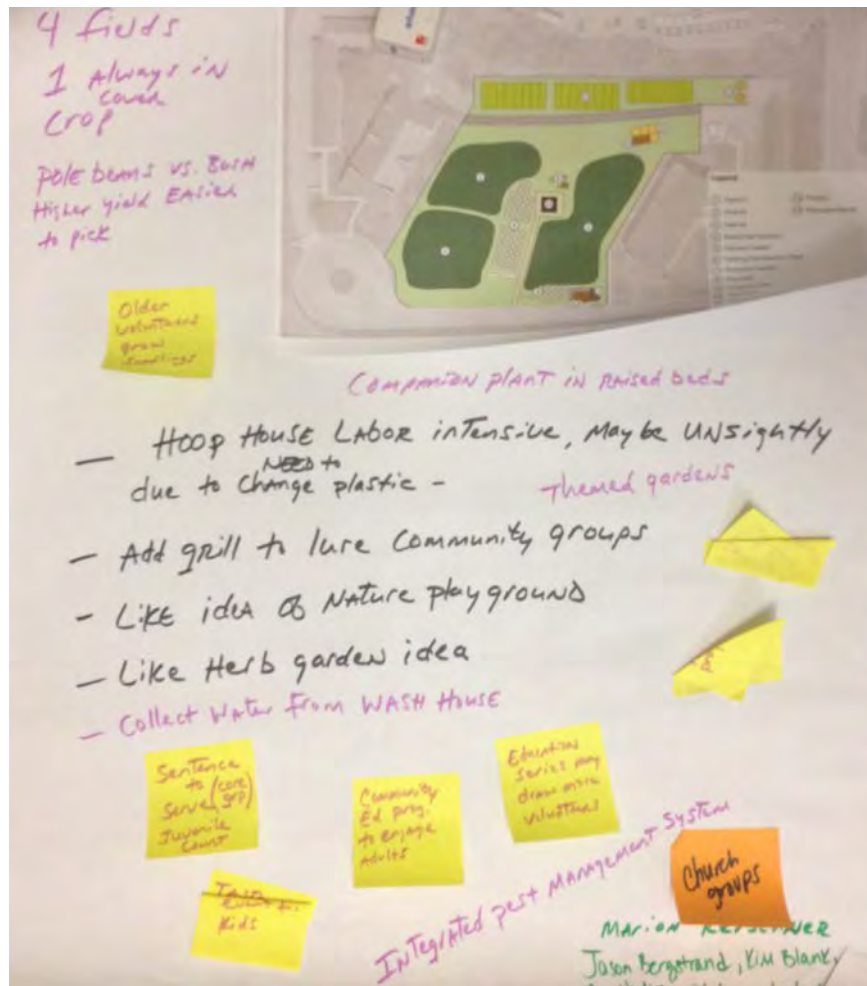 4 fields
1 Always in
cover
Crop
Pole beans vs. Bush
Higher yield Easier
to pick
Older
volunteers
grow
seedlings
Companion plant in raised beds
— Hoop House Labor intensive, Maybe UNsightly
need to
due to change plastic -
Themed gardens
— Add grill to lure Community groups
- Like idea of Nature playground
— Like Herb garden idea
— Collect Water from WASH HOUSE
Sentence
to (core
Serve grp)
Juvenile
Court
Community
Ed prog.
to engage
Adults
Education
series may
draw more
volunteers
Kids
Integrated pest Management System
Church
groups
Marion
Jason Bergstrand, Kim Blank,